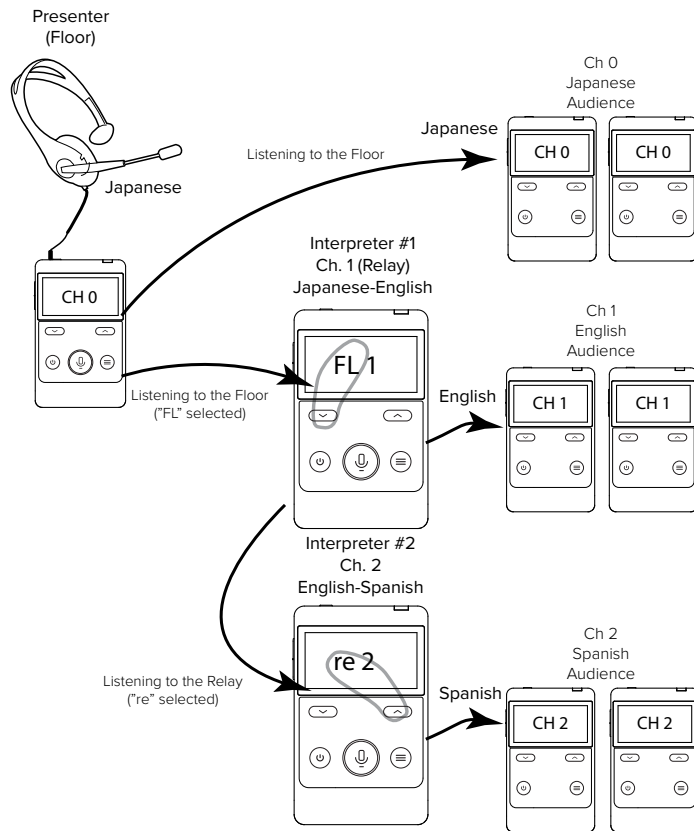 Presenter
(Floor)
Japanese
CH 0
Listening to the Floor
Japanese
Ch 0
Japanese
Audience
CH 0
CH 0
Listening to the Floor
("FL" selected)
Interpreter #1
Ch. 1 (Relay)
Japanese-English
FL 1
English
Ch 1
English
Audience
CH 1
CH 1
Listening to the Relay
("re" selected)
Interpreter #2
Ch. 2
English-Spanish
re 2
Spanish
Ch 2
Spanish
Audience
CH 2
CH 2